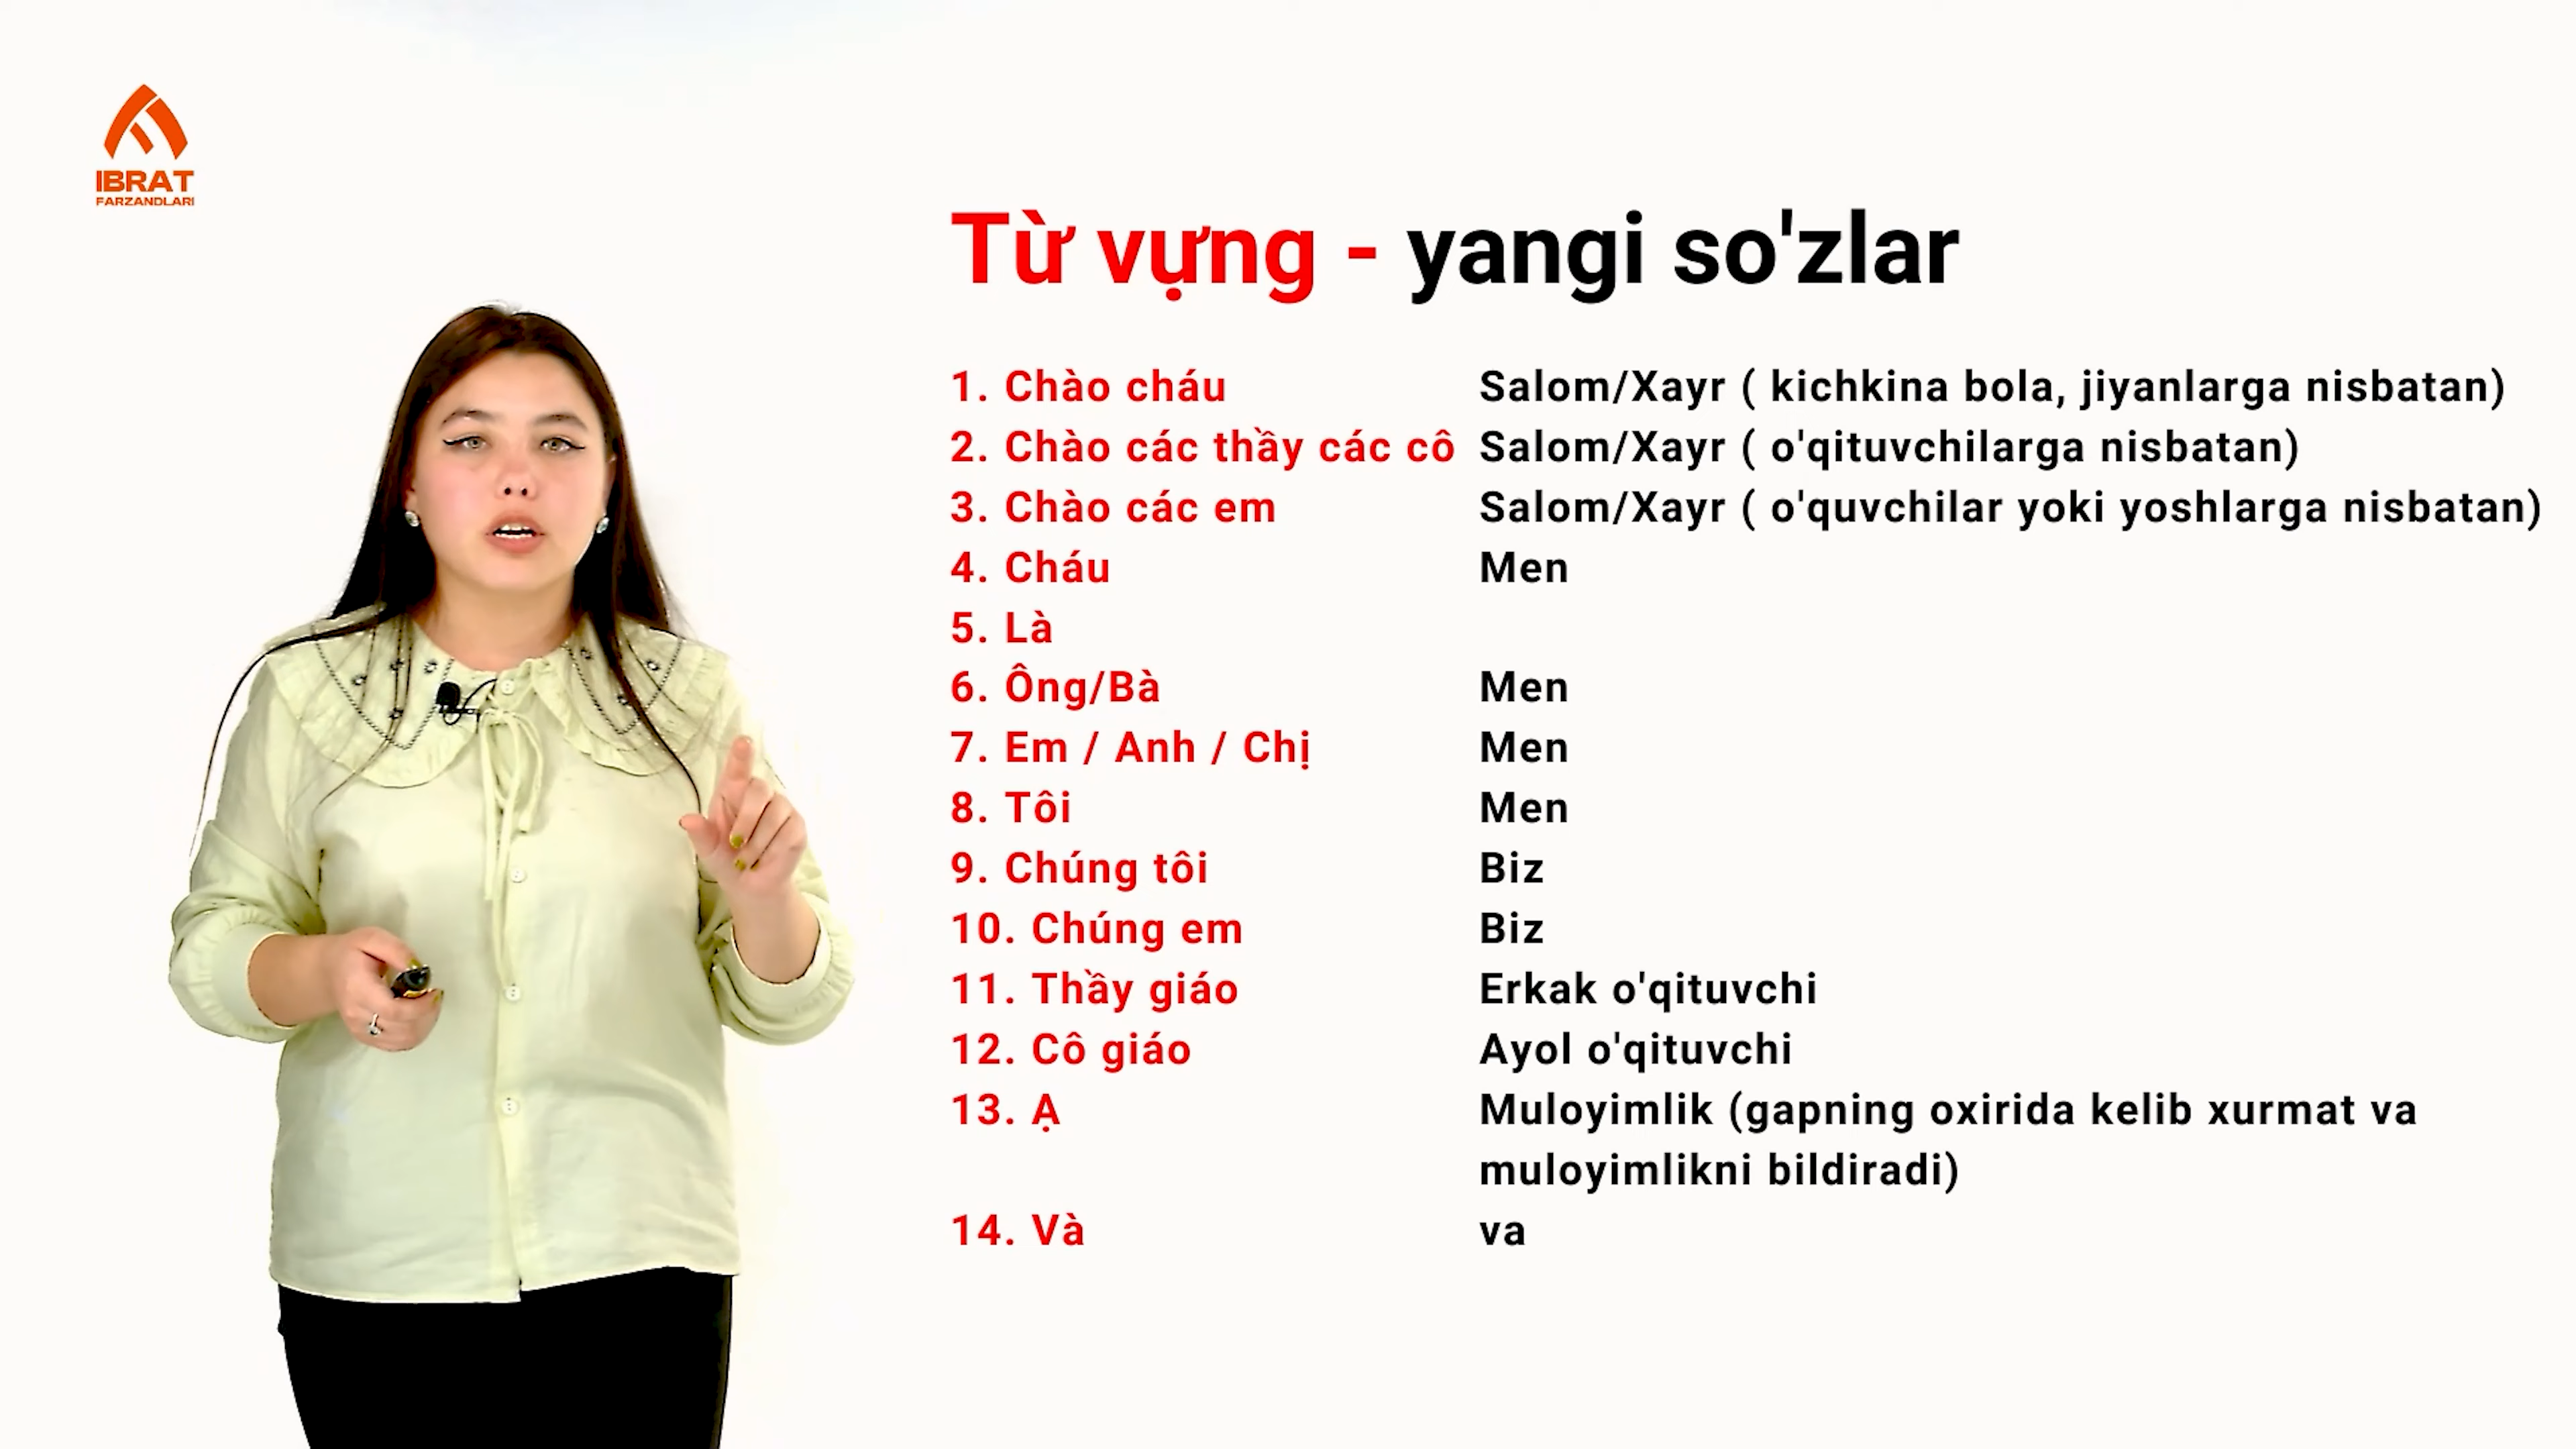 IBRAT
FARZANDLARI
Từ vựng - yangi so'zlar
1. Chào cháu Salom/Xayr ( kichkina bola, jiyanlarga nisbatan)
2. Chào các thầy các cô Salom/Xayr ( o'qituvchilarga nisbatan)
3. Chào các em Salom/Xayr ( o'quvchilar yoki yoshlarga nisbatan)
4. Cháu Men
5. Là
6. Ông/Bà Men
7. Em / Anh / Chị Men
8. Tôi Men
9. Chúng tôi Biz
10. Chúng em Biz
11. Thầy giáo Erkak o'qituvchi
12. Cô giáo Ayol o'qituvchi
13. Ạ Muloyimlik (gapning oxirida kelib xurmat va
muloyimlikni bildiradi)
14. Và va